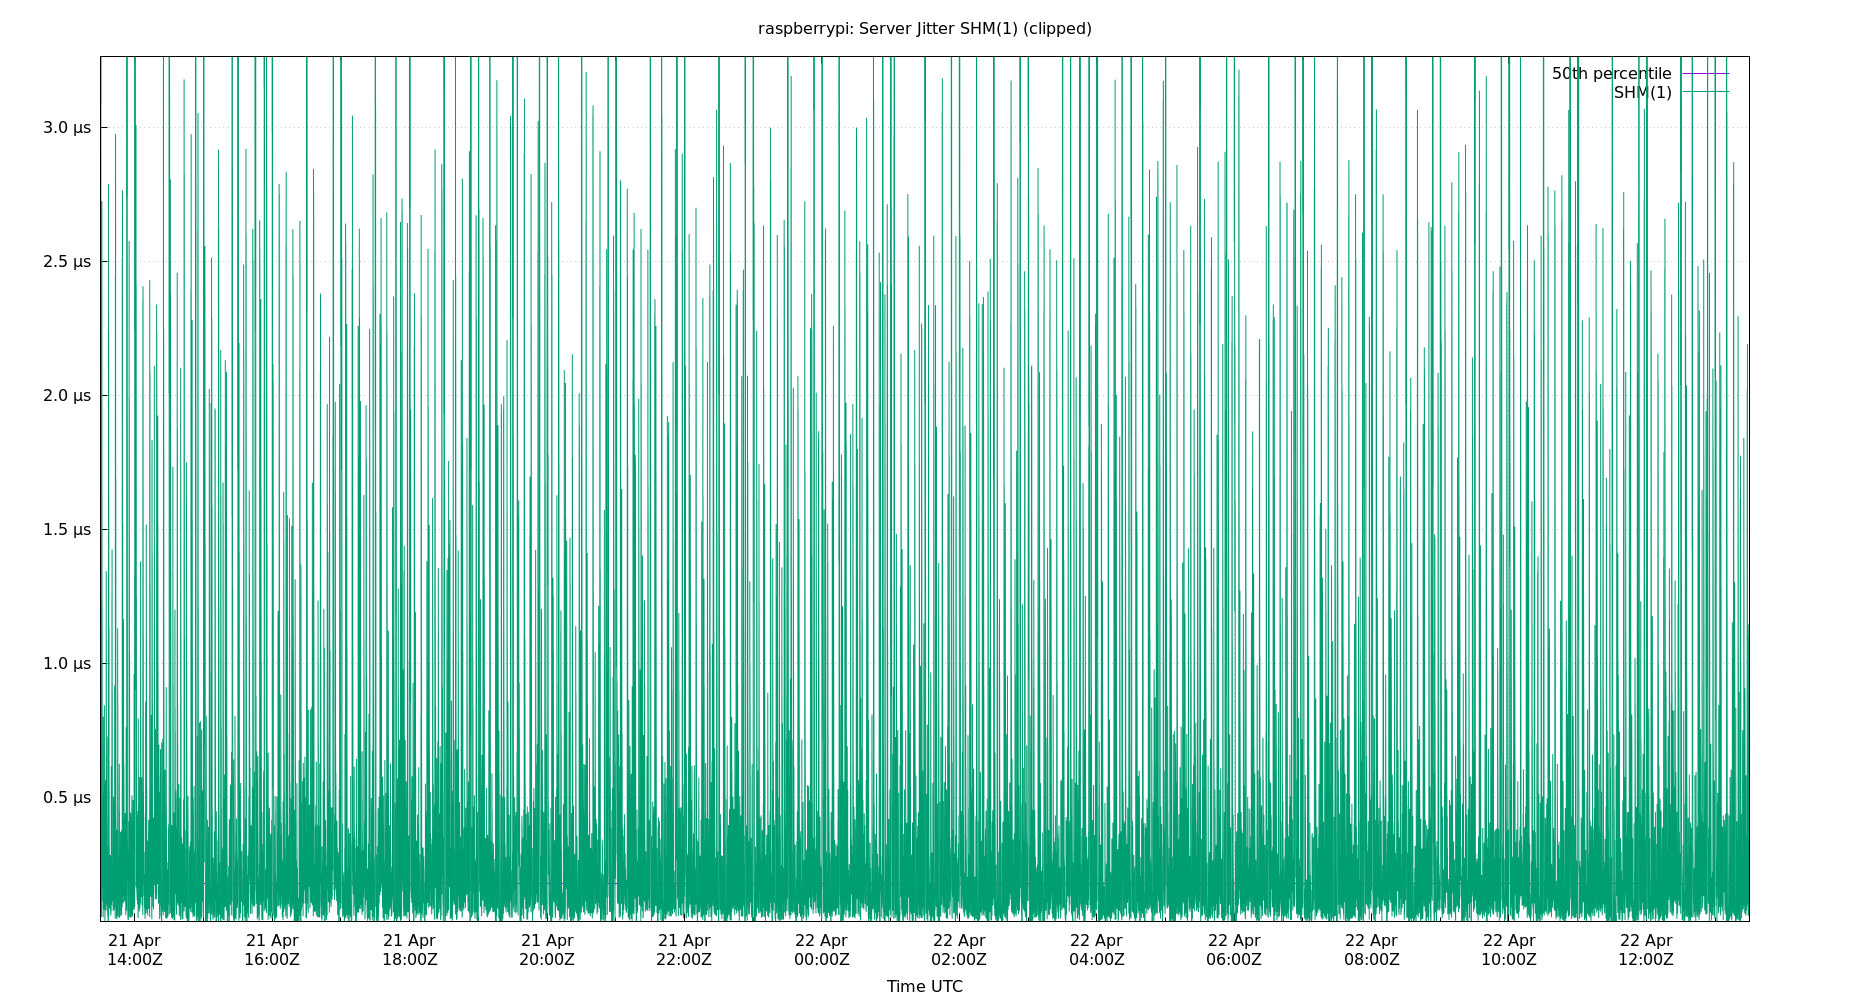 raspberrypi: Server Jitter SHM(1) (clipped)
50th percentile
SHM(1)
3.0 µs
2.5 µs
2.0 µs
1.5 µs
1.0 µs
0.5 µs
21 Apr 21 Apr 21 Apr 21 Apr 21 Apr 22 Apr 22 Apr 22 Apr 22 Apr 22 Apr 22 Apr 22 Apr
14:00Z 16:00Z 18:00Z 20:00Z 22:00Z 00:00Z 02:00Z 04:00Z 06:00Z 08:00Z 10:00Z 12:00Z
Time UTC